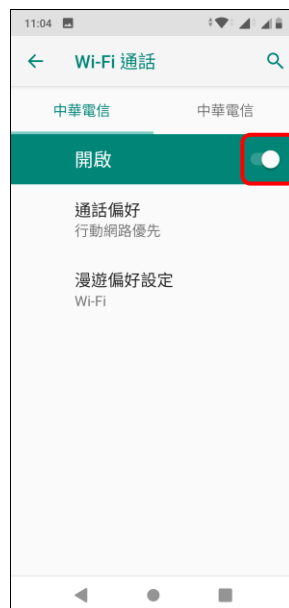 11:04
Wi-Fi 通話
中華電信 中華電信
開啟
通話偏好
行動網路優先
漫遊偏好設定
Wi-Fi